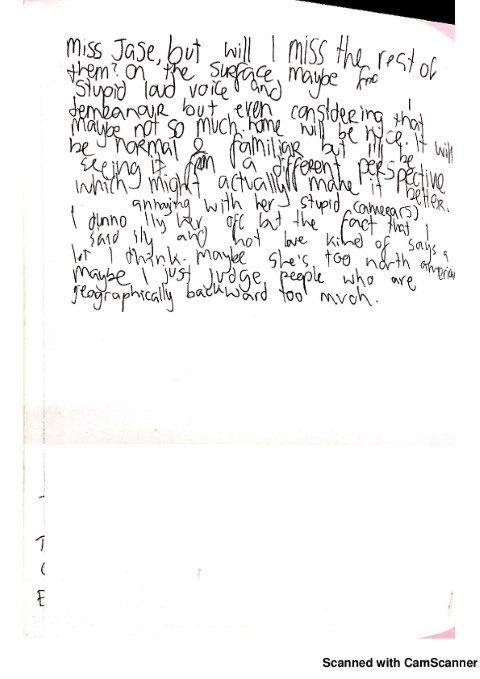 miss Jase, but will I miss the rest of
them? on the surface maybe
stupid loud voice and
demeanour but even considering that
maybe not so much. home will be nice. it will
be normal & familiar but I'll be
seeing it from a different perspective
which might actually make it better.
annoying with her stupid camera(s).
I dunno Ily her, ofc but the fact that I
said Ily and not love kind of says a
lot I think. maybe she's too north american
maybe I just judge people who are
geographically backward too much.
T
C
E
Scanned with CamScanner